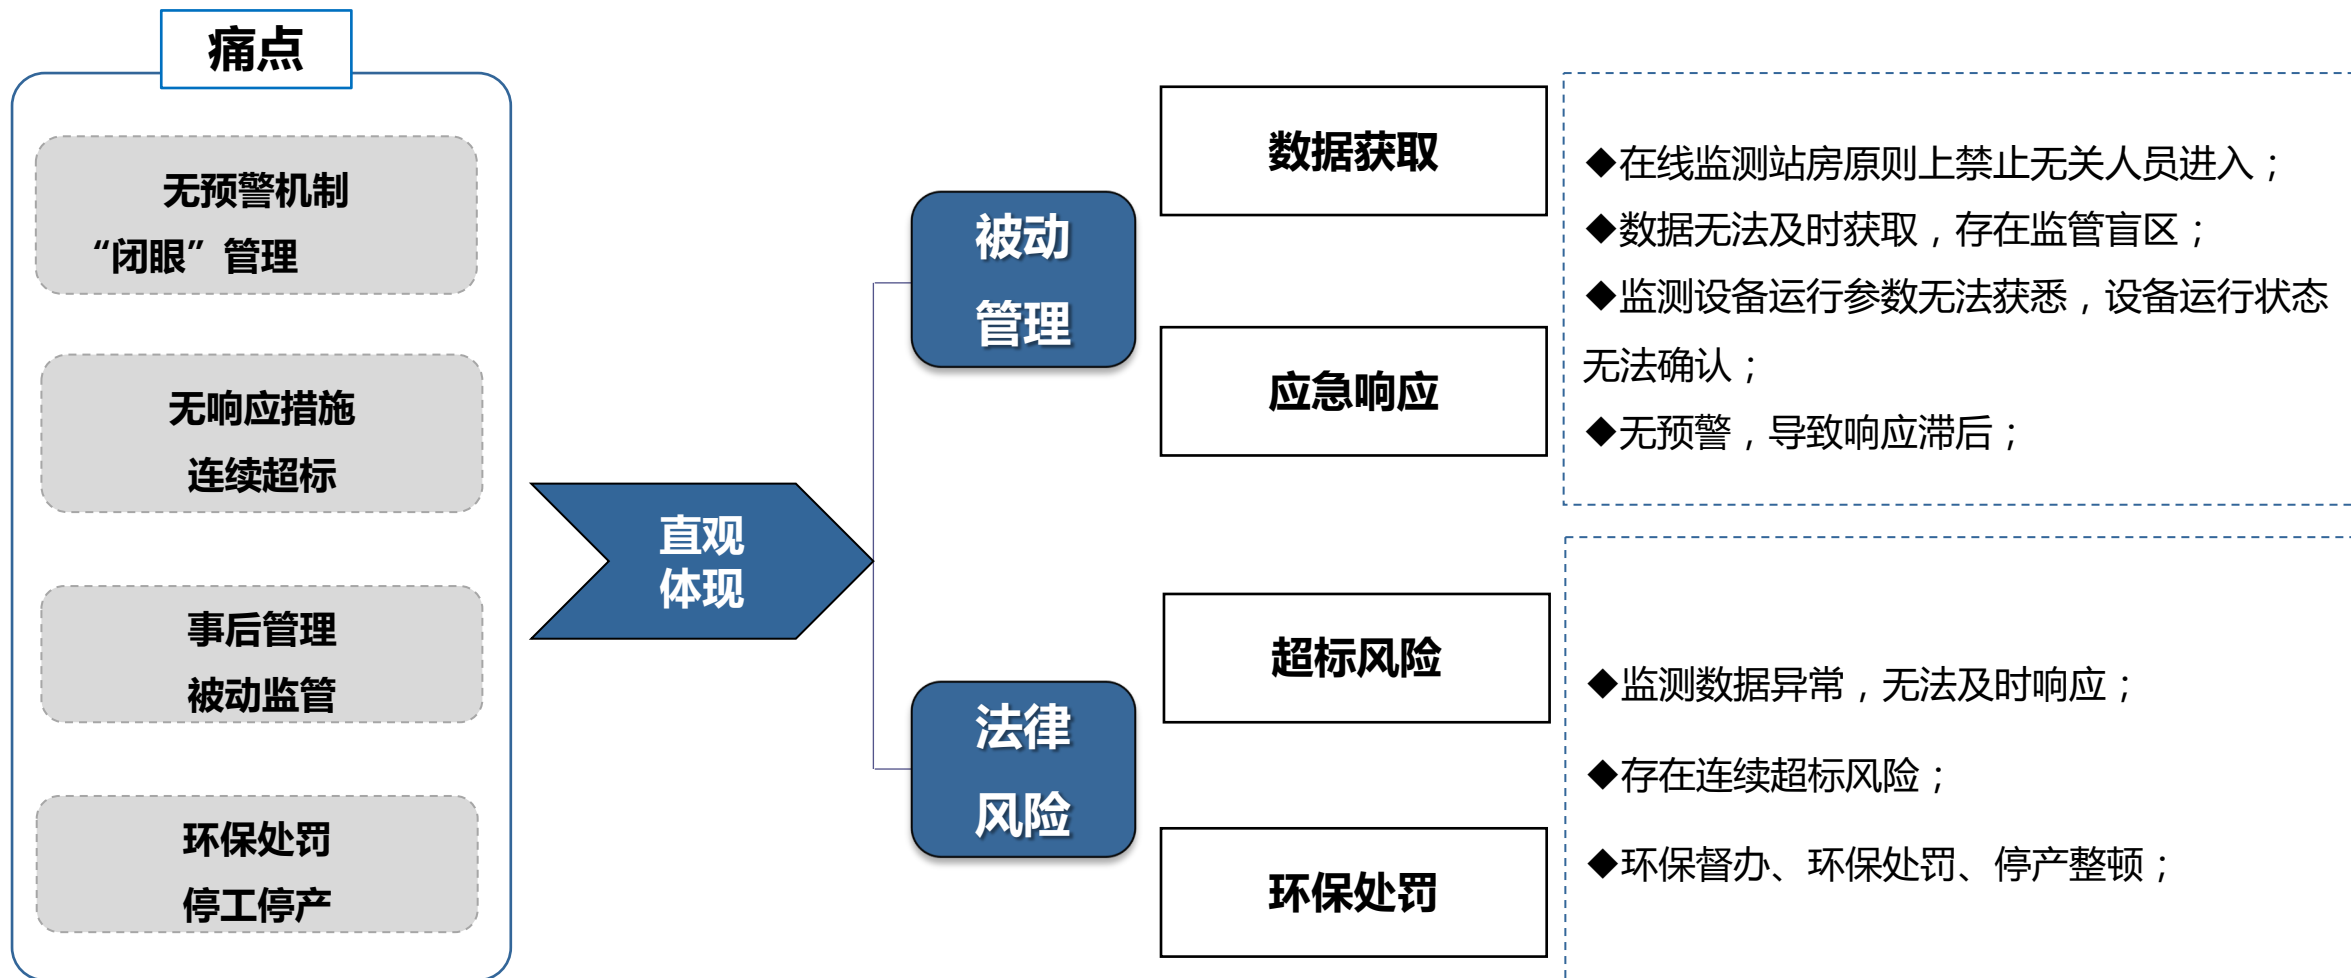 痛点
无预警机制
“闭眼”管理
无响应措施
连续超标
事后管理
被动监管
环保处罚
停工停产
直观
体现
被动
管理
法律
风险
数据获取
应急响应
超标风险
环保处罚
◆在线监测站房原则上禁止无关人员进入；
◆数据无法及时获取，存在监管盲区；
◆监测设备运行参数无法获悉，设备运行状态
无法确认；
◆无预警，导致响应滞后；
◆监测数据异常，无法及时响应；
◆存在连续超标风险；
◆环保督办、环保处罚、停产整顿；